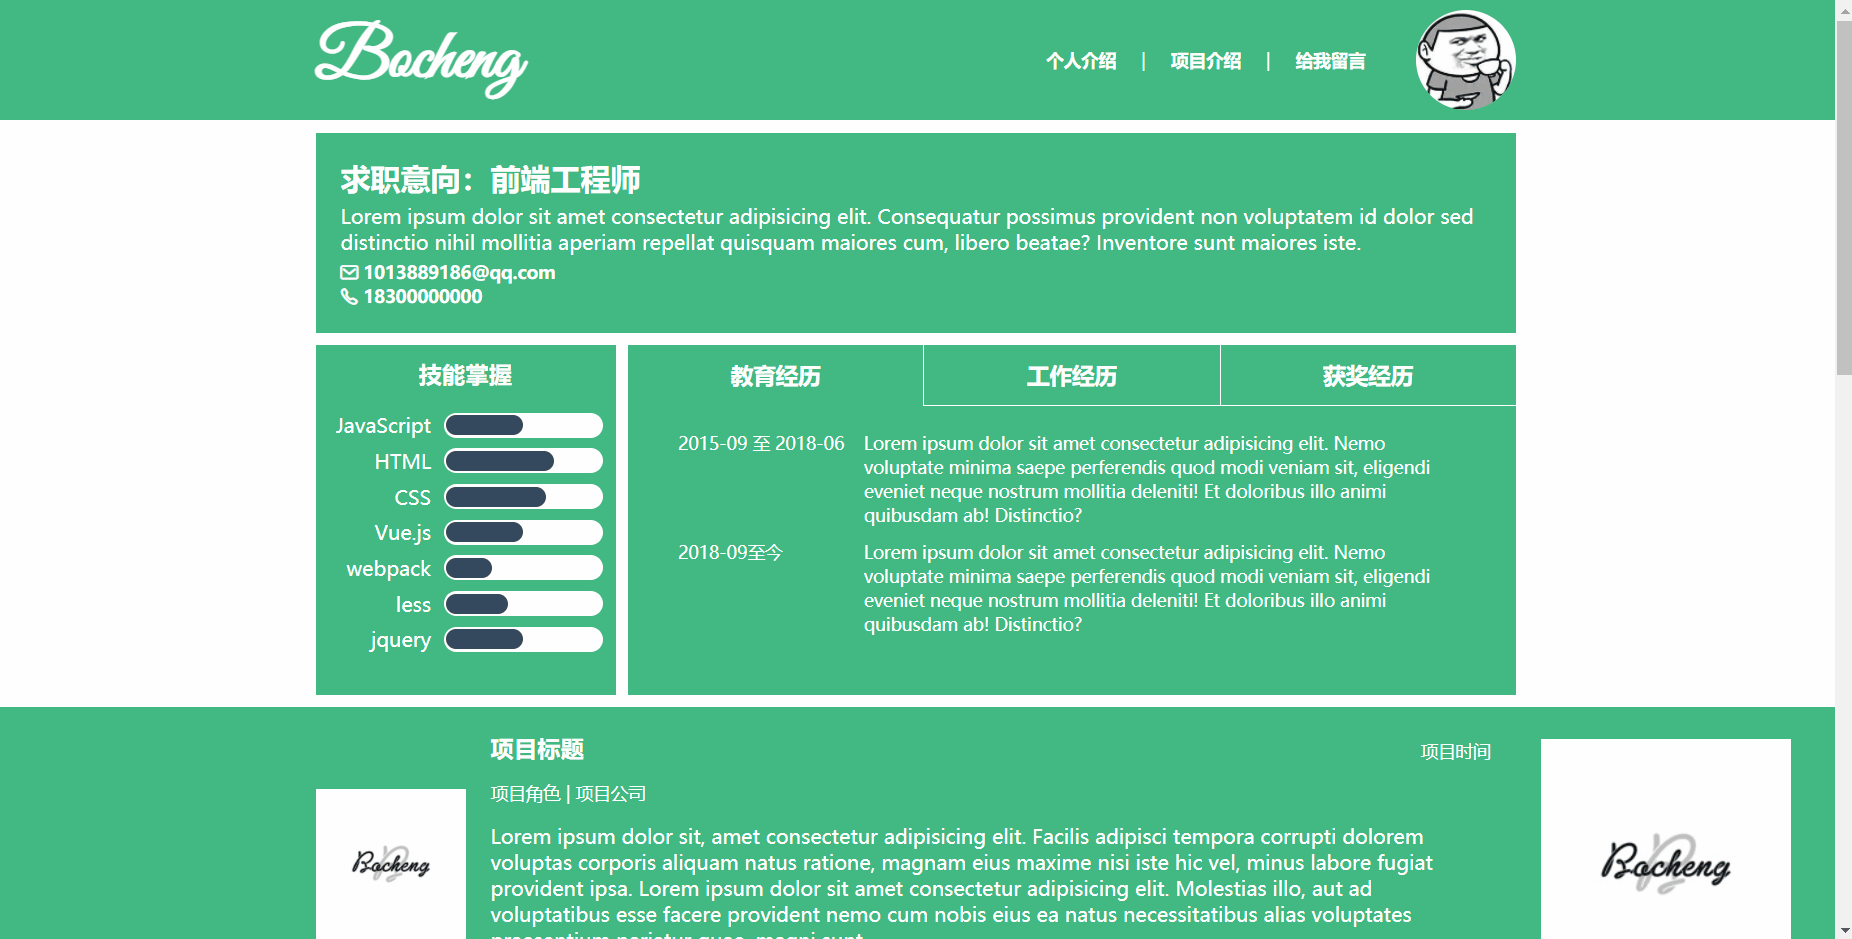 Bocheng
个人介绍 | 项目介绍 | 给我留言
求职意向：前端工程师
Lorem ipsum dolor sit amet consectetur adipisicing elit. Consequatur possimus provident non voluptatem id dolor sed
distinctio nihil mollitia aperiam repellat quisquam maiores cum, libero beatae? Inventore sunt maiores iste.
1013889186@qq.com
18300000000
技能掌握
JavaScript
HTML
CSS
Vue.js
webpack
less
jquery
教育经历 工作经历 获奖经历
2015-09 至 2018-06 Lorem ipsum dolor sit amet consectetur adipisicing elit. Nemo
voluptate minima saepe perferendis quod modi veniam sit, eligendi
eveniet neque nostrum mollitia deleniti! Et doloribus illo animi
quibusdam ab! Distinctio?
2018-09至今 Lorem ipsum dolor sit amet consectetur adipisicing elit. Nemo
voluptate minima saepe perferendis quod modi veniam sit, eligendi
eveniet neque nostrum mollitia deleniti! Et doloribus illo animi
quibusdam ab! Distinctio?
项目标题 项目时间
项目角色 | 项目公司
Bocheng
Lorem ipsum dolor sit, amet consectetur adipisicing elit. Facilis adipisci tempora corrupti dolorem
voluptas corporis aliquam natus ratione, magnam eius maxime nisi iste hic vel, minus labore fugiat
provident ipsa. Lorem ipsum dolor sit amet consectetur adipisicing elit. Molestias illo, aut ad
voluptatibus esse facere provident nemo cum nobis eius ea natus necessitatibus alias voluptates
Bocheng